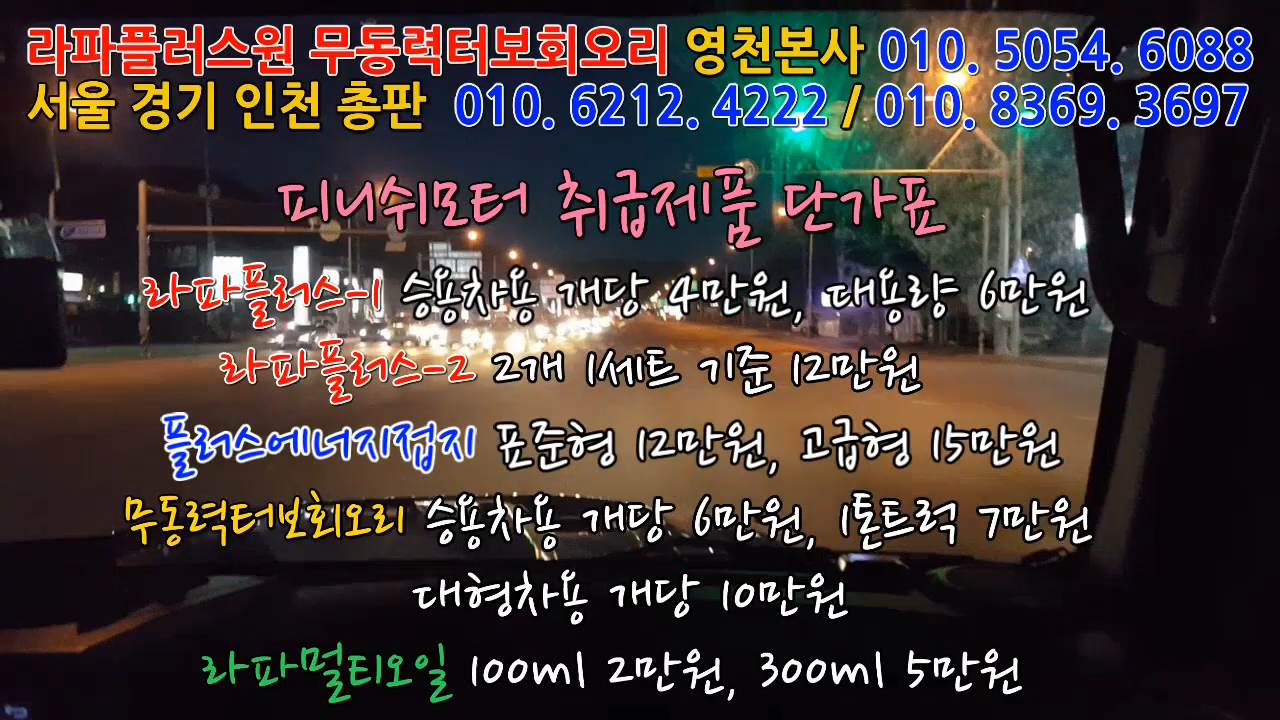 라파플러스원 무동력터보회오리 영천본사 010. 5054. 6088
서울 경기 인천 총판 010. 6212. 4222 / 010. 8369. 3697
피니쉬모터 취급제품 단가표
라파플러스-1 승용차용 개당 4만원, 대용량 6만원
라파플러스-2 2개 1세트 기준 12만원
플러스에너지접지 표준형 12만원, 고급형 15만원
무동력터보회오리 승용차용 개당 6만원, 1톤트럭 7만원
대형차용 개당 10만원
라파멀티오일 100ml 2만원, 300ml 5만원